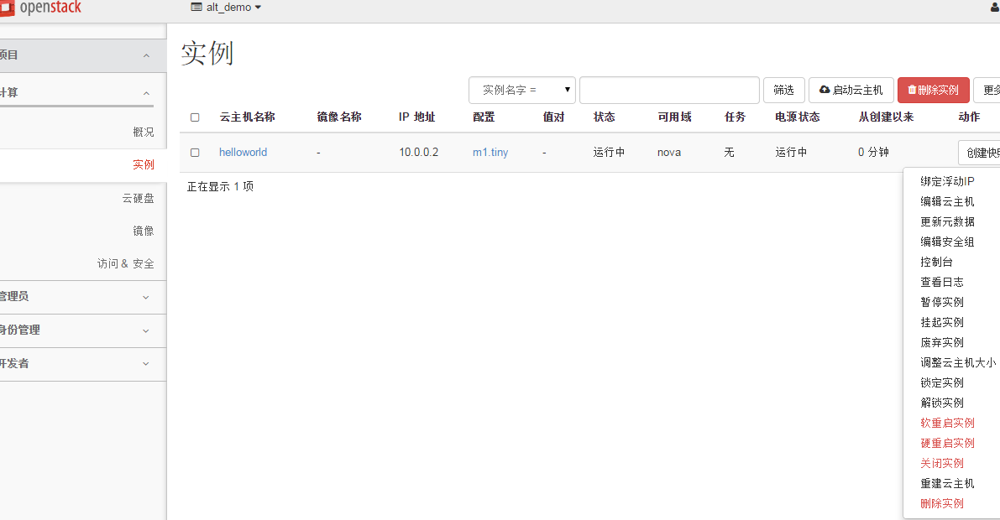 openstack
alt_demo
项目
计算
概况
实例
云硬盘
镜像
访问 & 安全
管理员
身份管理
开发者
实例
实例名字 = 筛选 启动云主机 删除实例 更多
云主机名称 镜像名称 IP 地址 配置 值对 状态 可用域 任务 电源状态 从创建以来 动作
helloworld - 10.0.0.2 m1.tiny - 运行中 nova 无 运行中 0 分钟 创建快
正在显示 1 项
绑定浮动IP
编辑云主机
更新元数据
编辑安全组
控制台
查看日志
暂停实例
挂起实例
废弃实例
调整云主机大小
锁定实例
解锁实例
软重启实例
硬重启实例
关闭实例
重建云主机
删除实例